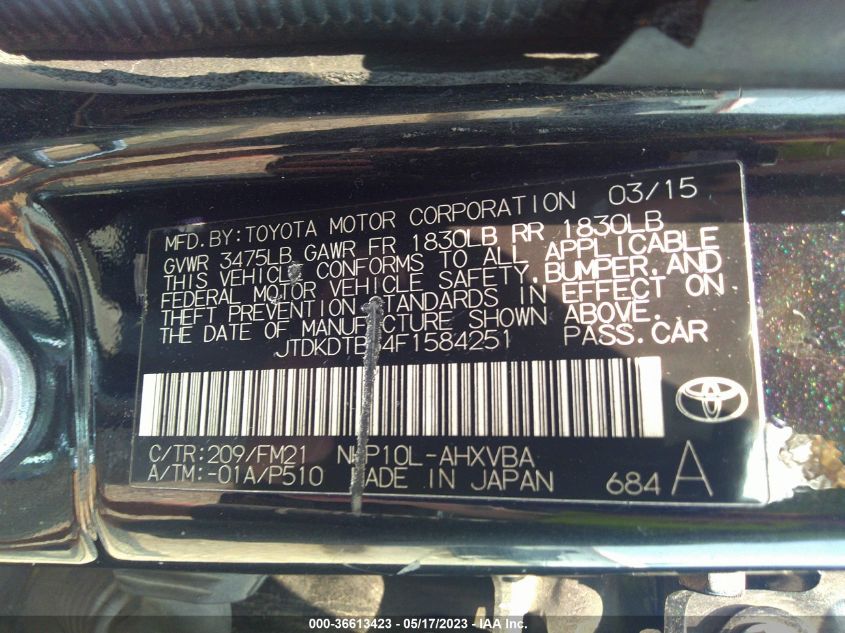 MFD. BY: TOYOTA MOTOR CORPORATION 03/15
GVWR 3475LB GAWR FR 1830LB RR 1830LB
THIS VEHICLE CONFORMS TO ALL APPLICABLE
FEDERAL MOTOR VEHICLE SAFETY, BUMPER, AND
THEFT PREVENTION STANDARDS IN EFFECT ON
THE DATE OF MANUFACTURE SHOWN ABOVE.
PASS. CAR
C/TR: 209/FM21
A/TM: -01A/P510 MADE IN JAPAN 684 A
000-36613423 - 05/17/2023 - IAA Inc.